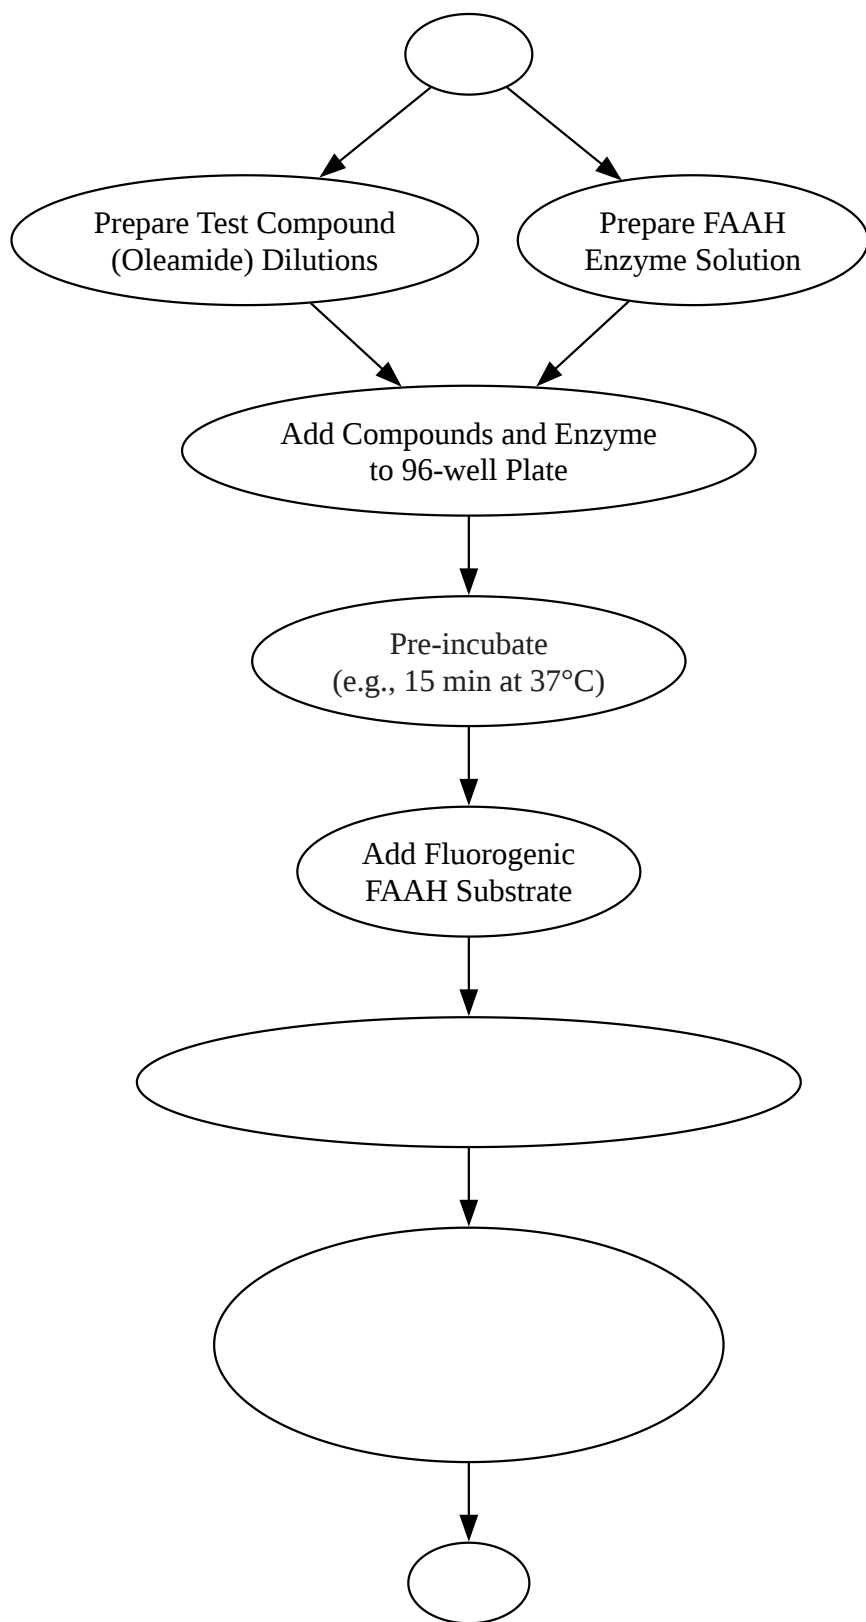 Prepare Test Compound
(Oleamide) Dilutions
Prepare FAAH
Enzyme Solution
Add Compounds and Enzyme
to 96-well Plate
Pre-incubate
(e.g., 15 min at 37°C)
Add Fluorogenic
FAAH Substrate